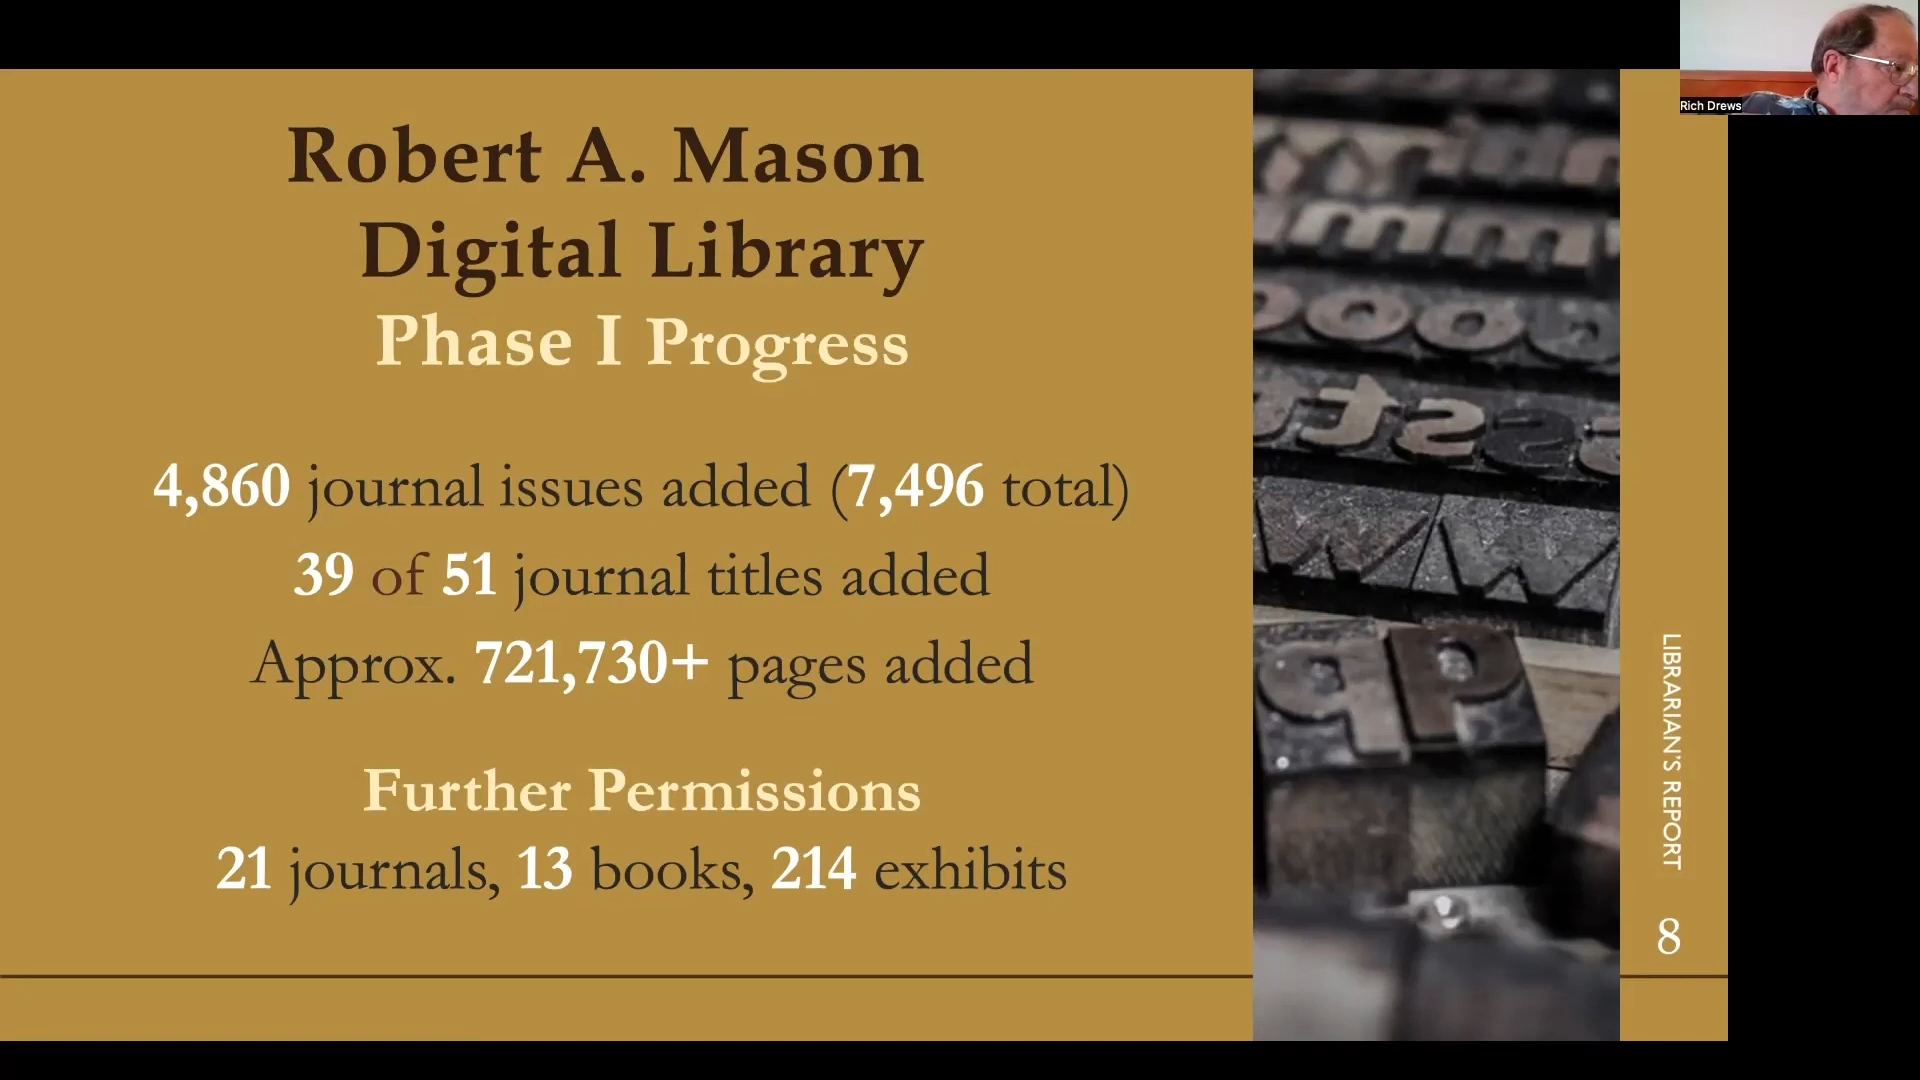 Robert A. Mason
Digital Library
Phase I Progress
4,860 journal issues added (7,496 total)
39 of 51 journal titles added
Approx. 721,730+ pages added
Further Permissions
21 journals, 13 books, 214 exhibits
LIBRARIAN'S REPORT
8
Rich Drews